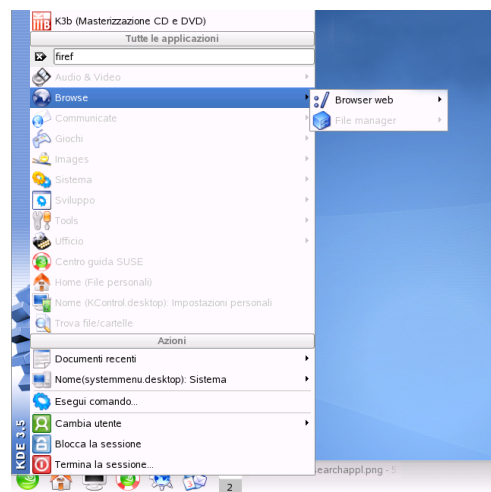 K3b (Masterizzazione CD e DVD)
Tutte le applicazioni
firef
Audio & Video
Browse
Browser web
Communicate
File manager
Giochi
Images
Sistema
Sviluppo
Tools
Ufficio
Centro guida SUSE
Home (File personali)
Nome (KControl.desktop): Impostazioni personali
Trova file/cartelle
Azioni
Documenti recenti
Nome(systemmenu.desktop): Sistema
Esegui comando...
Cambia utente
Blocca la sessione
Termina la sessione...
KDE 3.5
searchappl.png - 5
2